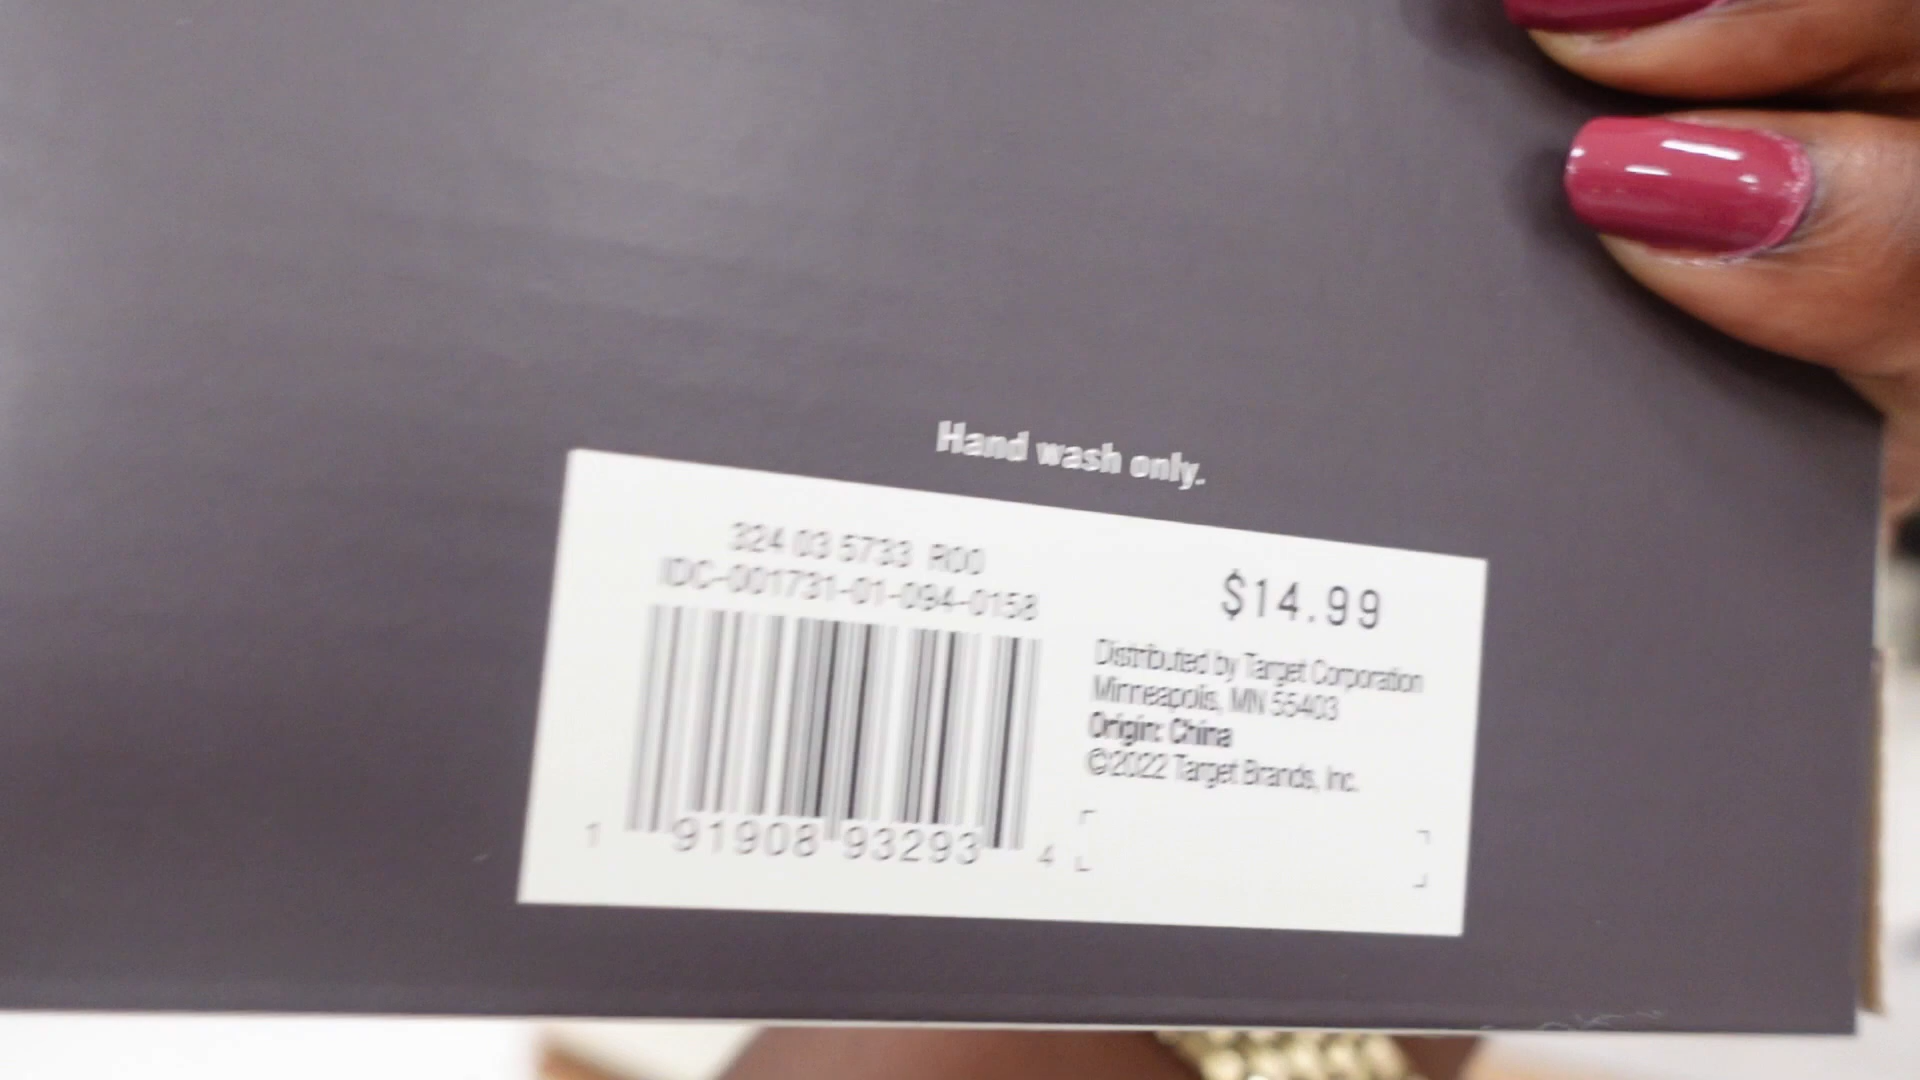 Hand wash only.
324 03 5733 R00
IDC-001731-01-094-0158
$14.99
Distributed by Target Corporation
Minneapolis, MN 55403
Origin: China
©2022 Target Brands, Inc.
1 91908 93293 4